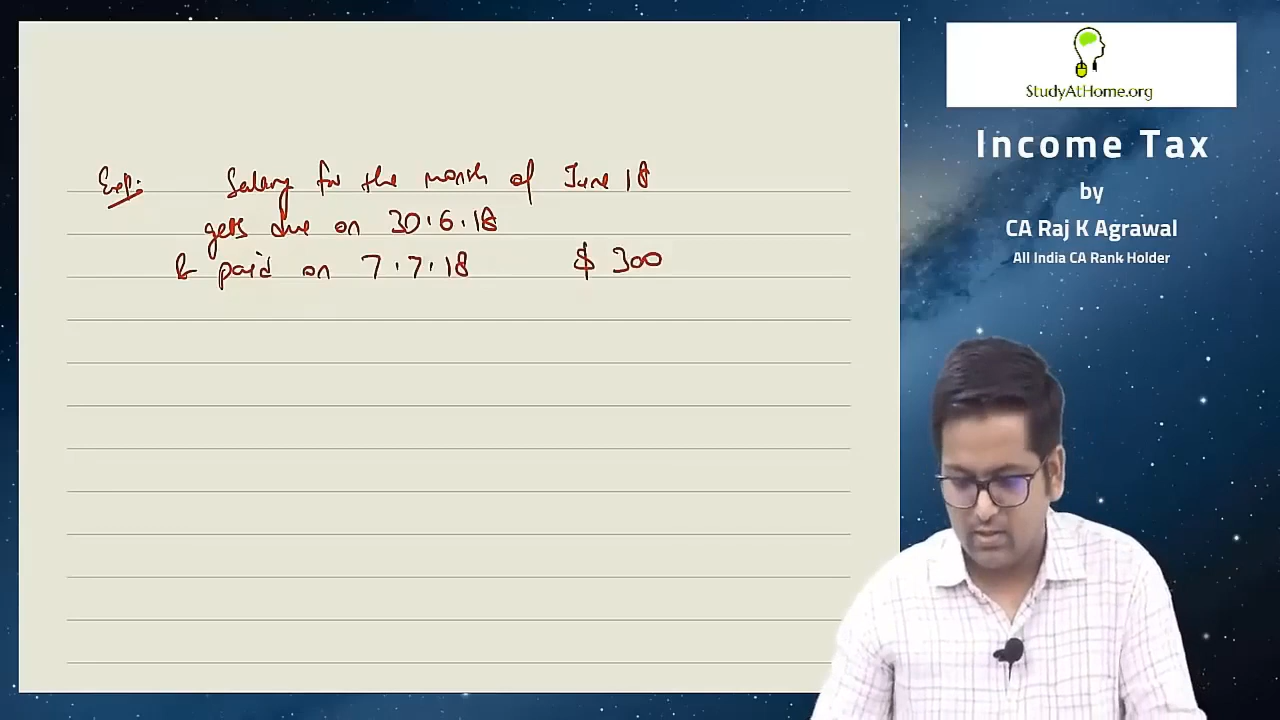 Exp:- Salary for the month of June 18
gets due on 30.6.18
& paid on 7.7.18 $ 300
StudyAtHome.org
Income Tax
by
CA Raj K Agrawal
All India CA Rank Holder